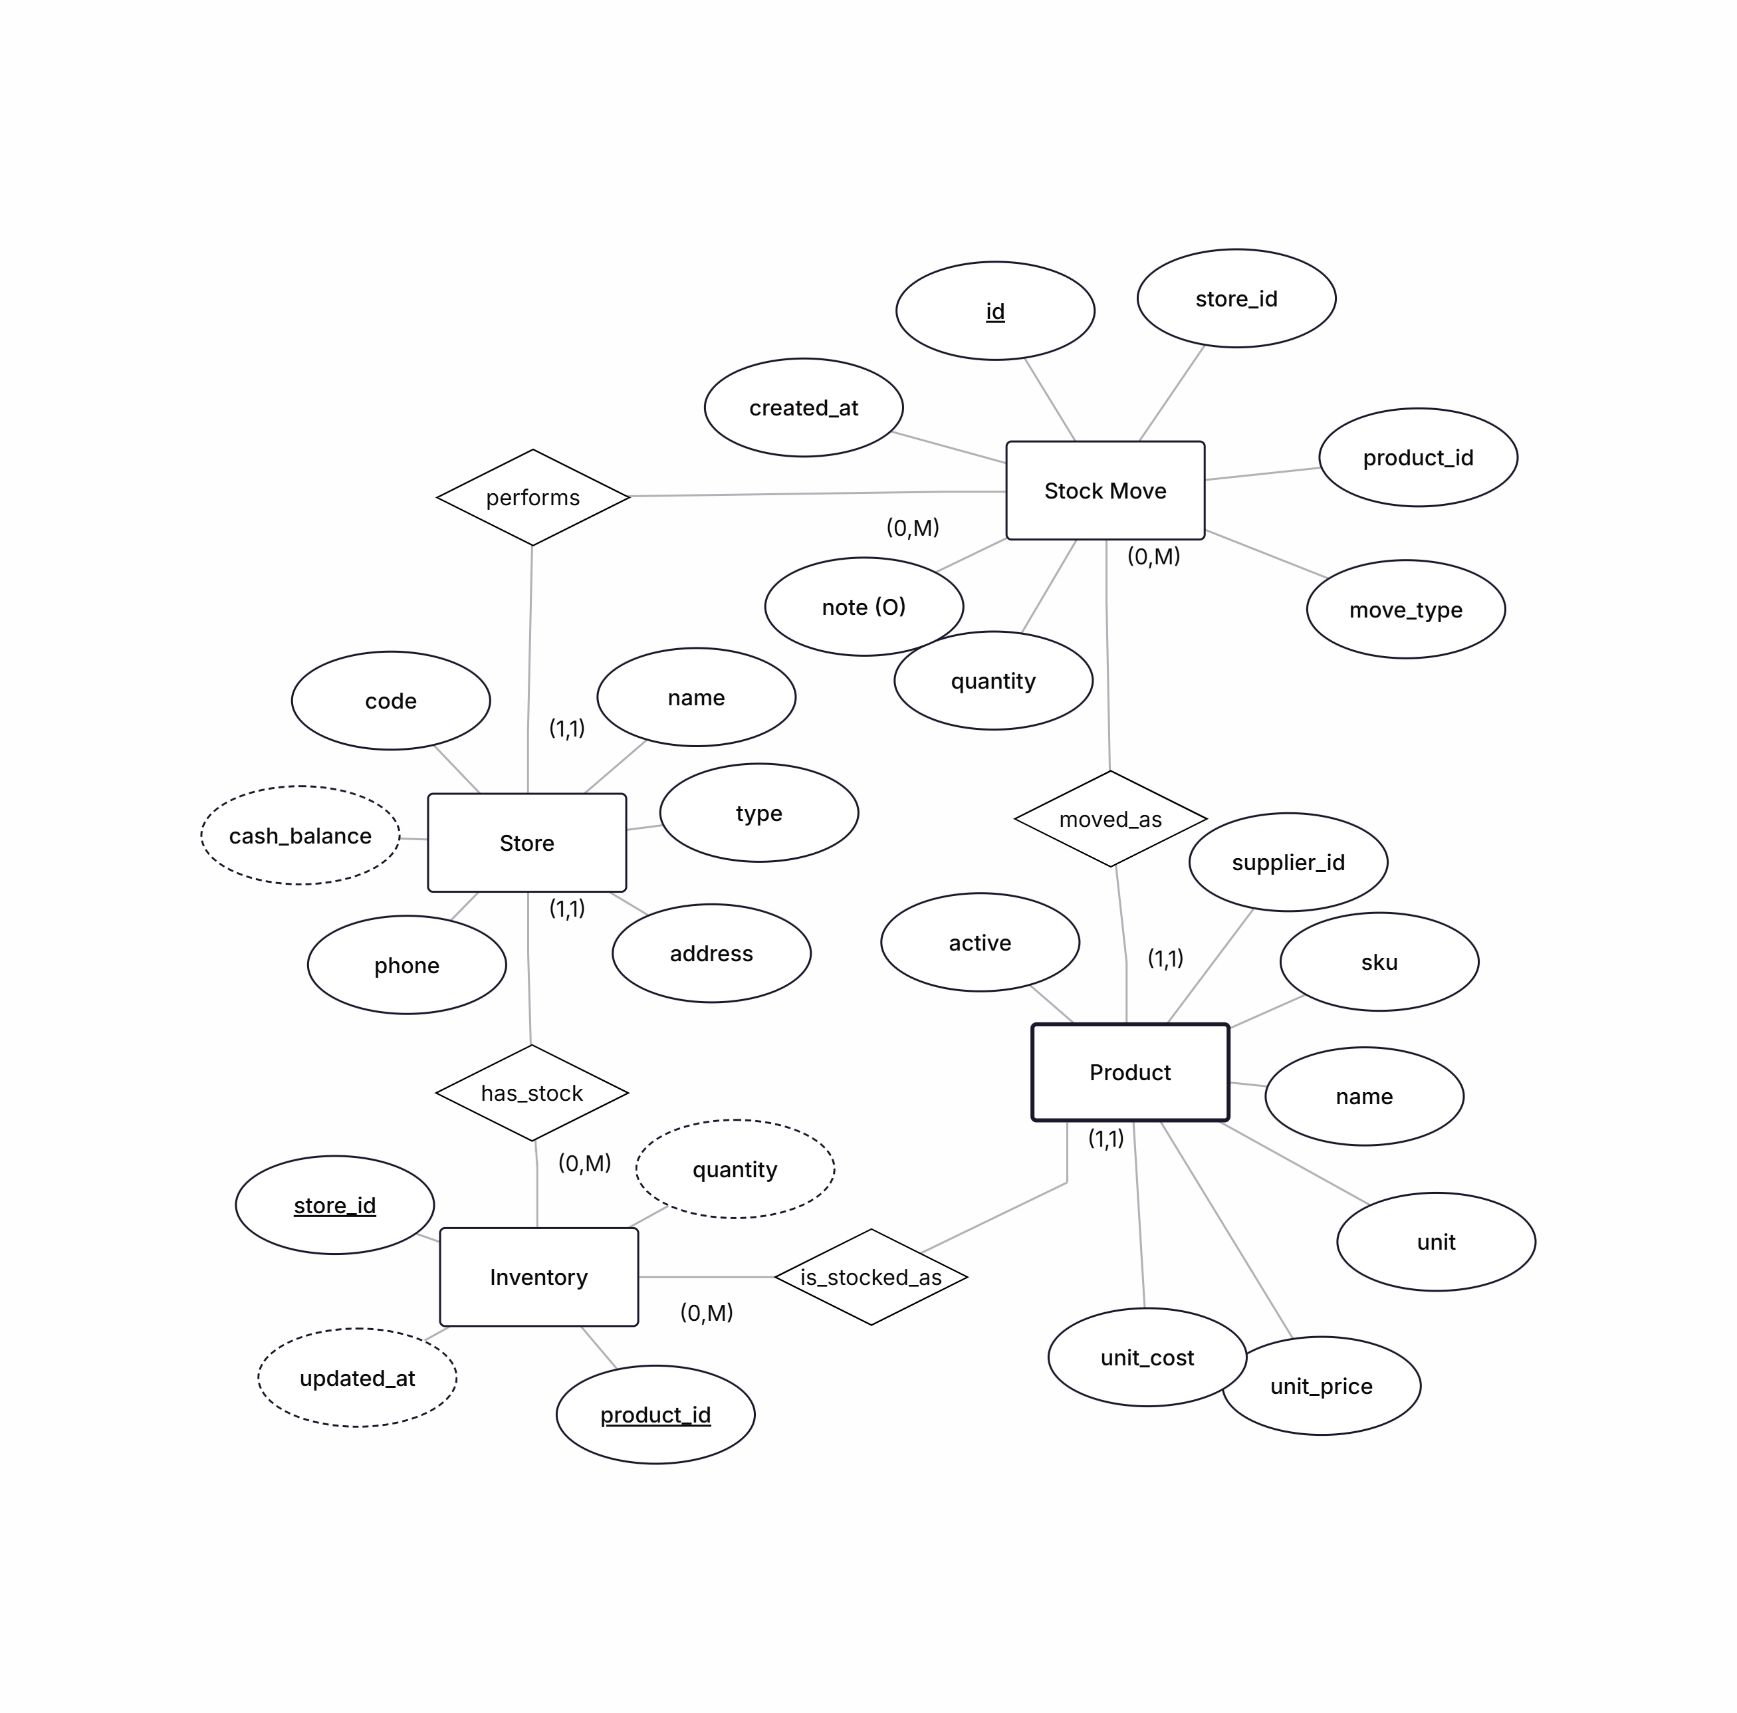 id
store_id
created_at
product_id
Stock Move
performs
(0,M)
(0,M)
note (O)
move_type
quantity
code
name
(1,1)
type
moved_as
cash_balance
Store
supplier_id
(1,1)
active
address
phone
(1,1)
sku
Product
has_stock
name
(1,1)
(0,M)
quantity
store_id
unit
Inventory
is_stocked_as
(0,M)
unit_cost
updated_at
unit_price
product_id